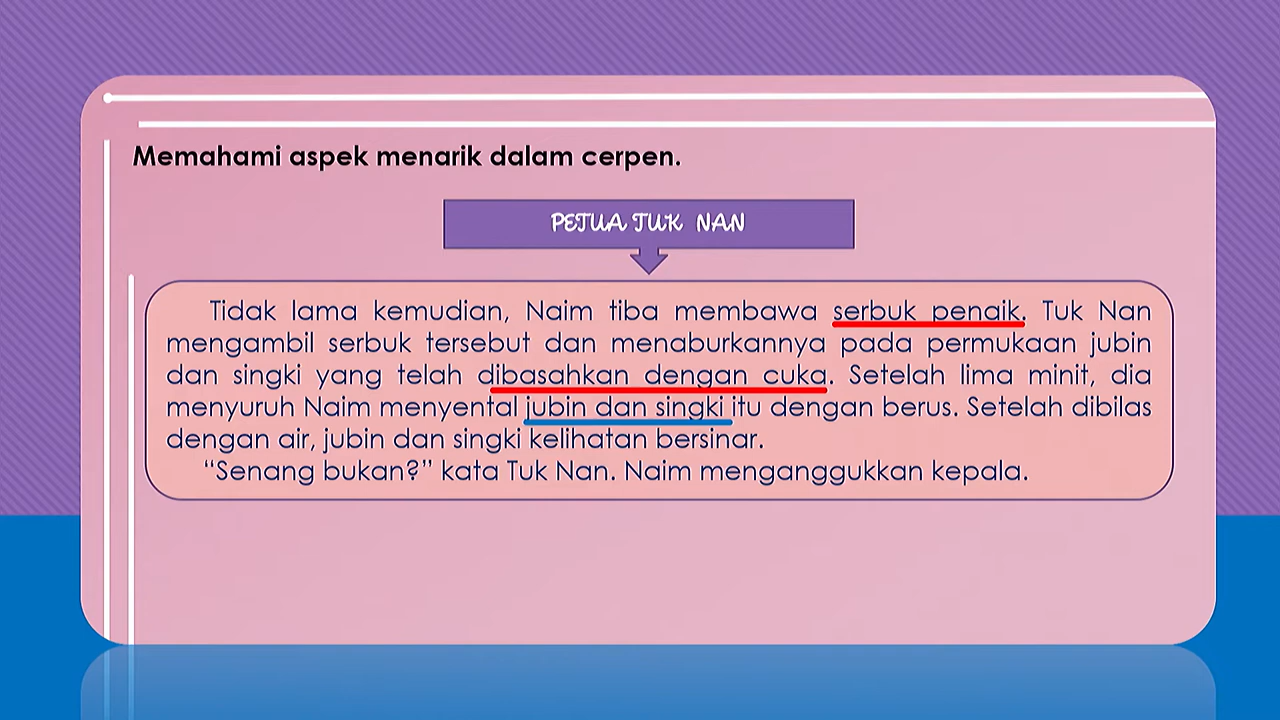 Memahami aspek menarik dalam cerpen.
PETUA TUK NAN
Tidak lama kemudian, Naim tiba membawa serbuk penaik. Tuk Nan
mengambil serbuk tersebut dan menaburkannya pada permukaan jubin
dan singki yang telah dibasahkan dengan cuka. Setelah lima minit, dia
menyuruh Naim menyental jubin dan singki itu dengan berus. Setelah dibilas
dengan air, jubin dan singki kelihatan bersinar.
“Senang bukan?” kata Tuk Nan. Naim menganggukkan kepala.